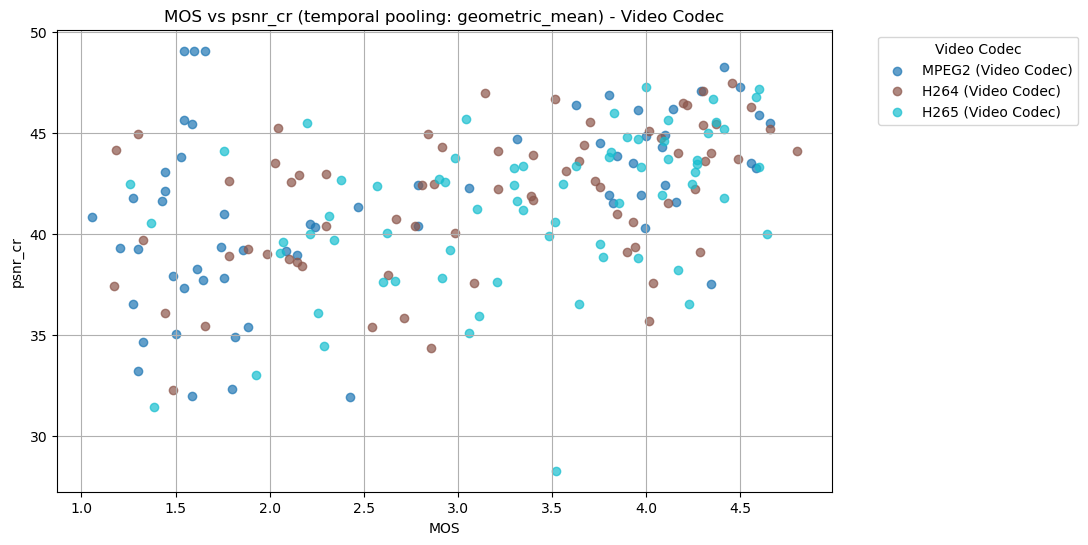 MOS vs psnr_cr (temporal pooling: geometric_mean) - Video Codec
50
45
40
35
30
psnr_cr
1.0 1.5 2.0 2.5 3.0 3.5 4.0 4.5
MOS
Video Codec
MPEG2 (Video Codec)
H264 (Video Codec)
H265 (Video Codec)